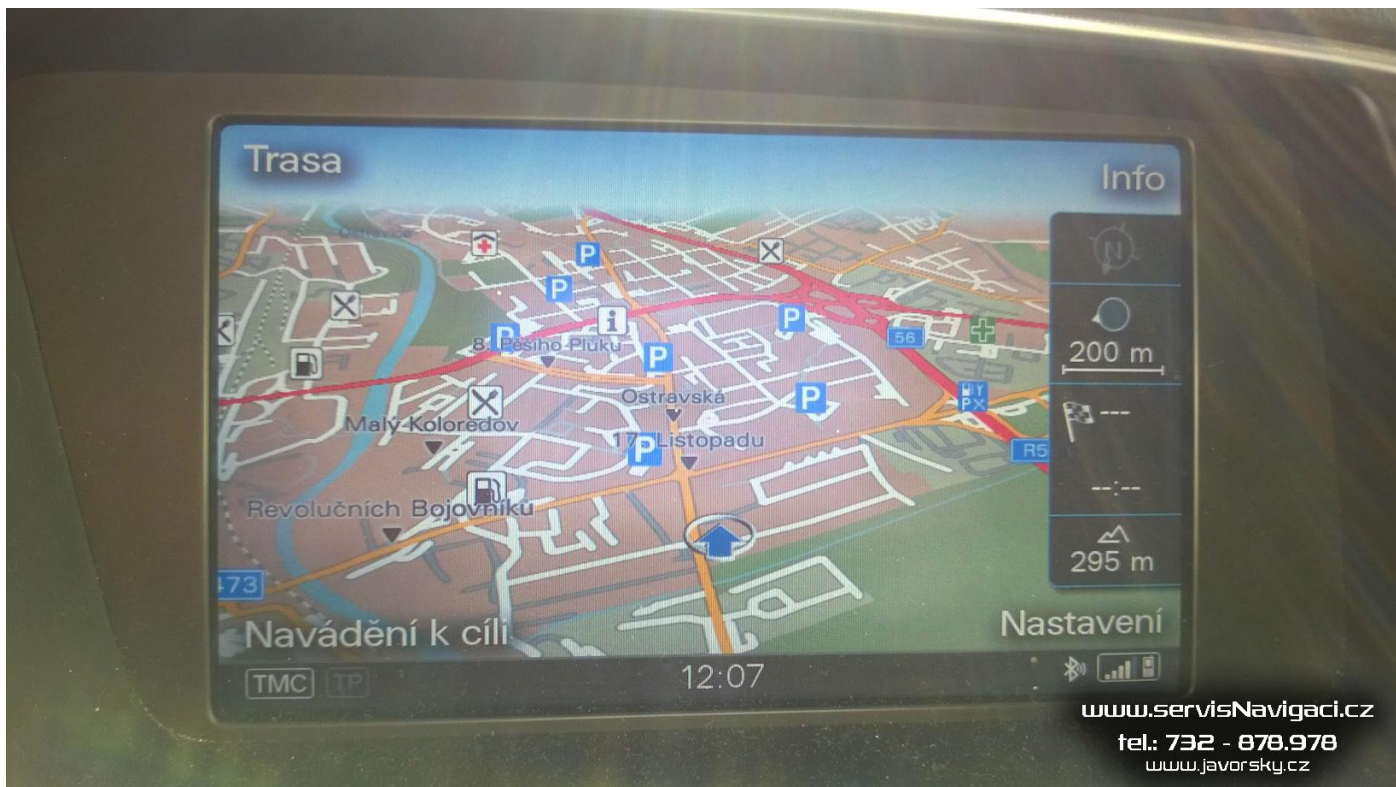 Trasa
Info
N
P
P
P
i
P
P
56
8. Pěšího Pluku
200 m
Ostravská
P
P
---
Malý Koloredov
17. Listopadu
P
R5
--:--
Revolučních Bojovníků
295 m
473
Navádění k cíli
Nastavení
TMC
TP
12:07
www.servisNavigaci.cz
tel.: 732 - 878.978
www.javorsky.cz